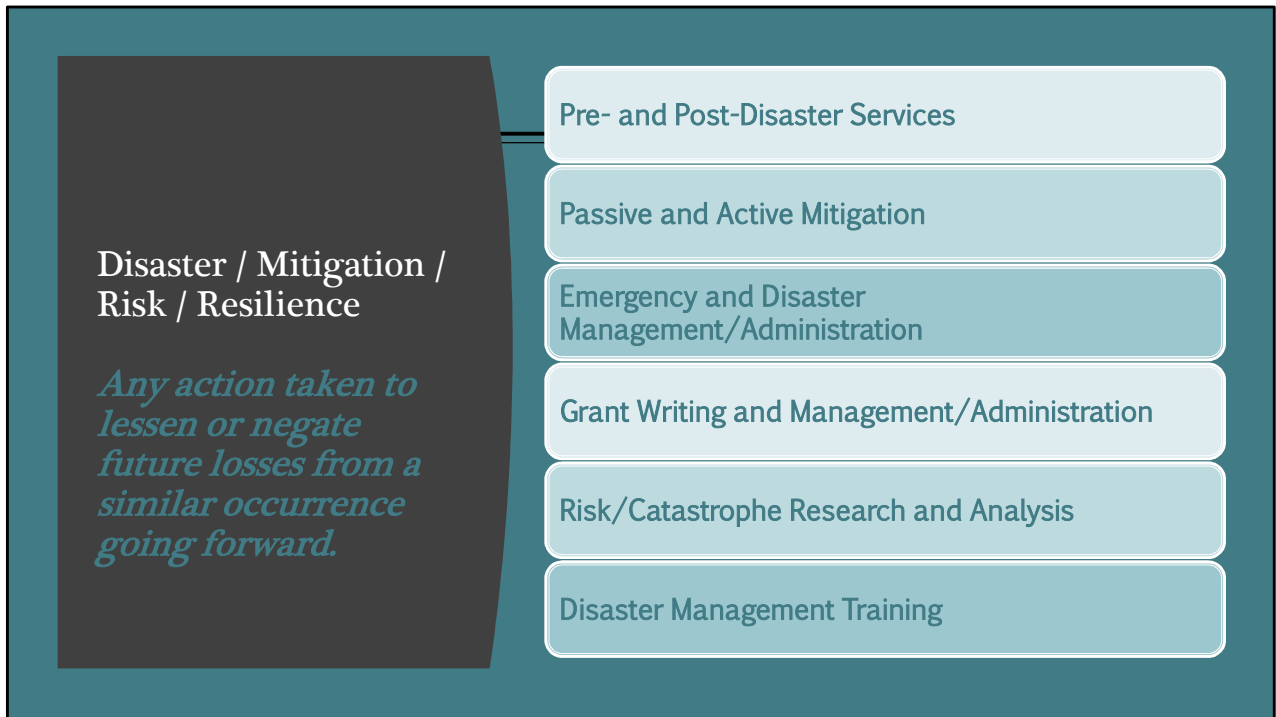 Disaster / Mitigation /
Risk / Resilience
Any action taken to
lessen or negate
future losses from a
similar occurrence
going forward.
Pre- and Post-Disaster Services
Passive and Active Mitigation
Emergency and Disaster
Management/Administration
Grant Writing and Management/Administration
Risk/Catastrophe Research and Analysis
Disaster Management Training